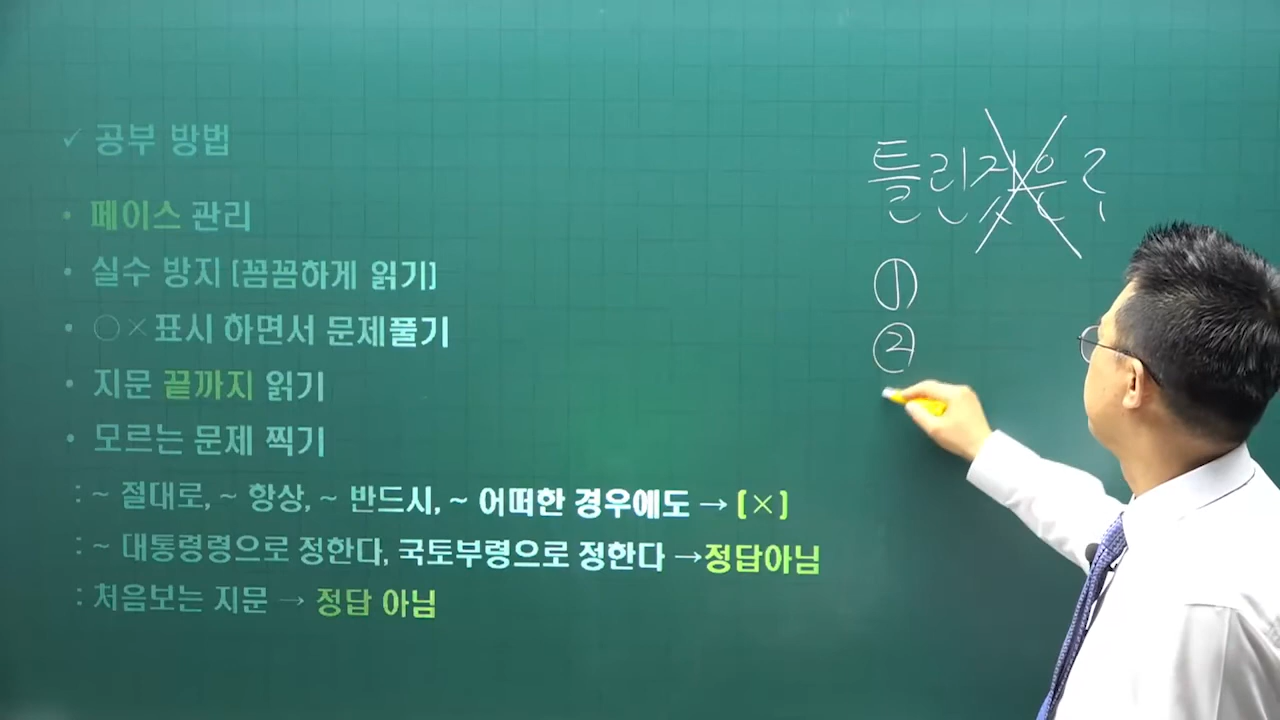 ✓ 공부 방법
• 페이스 관리
• 실수 방지 [꼼꼼하게 읽기]
• ○×표시 하면서 문제풀기
• 지문 끝까지 읽기
• 모르는 문제 찍기
: ~ 절대로, ~ 항상, ~ 반드시, ~ 어떠한 경우에도 → [×]
: ~ 대통령령으로 정한다, 국토부령으로 정한다 →정답아님
: 처음보는 지문 → 정답 아님
틀린 것은?
①
②